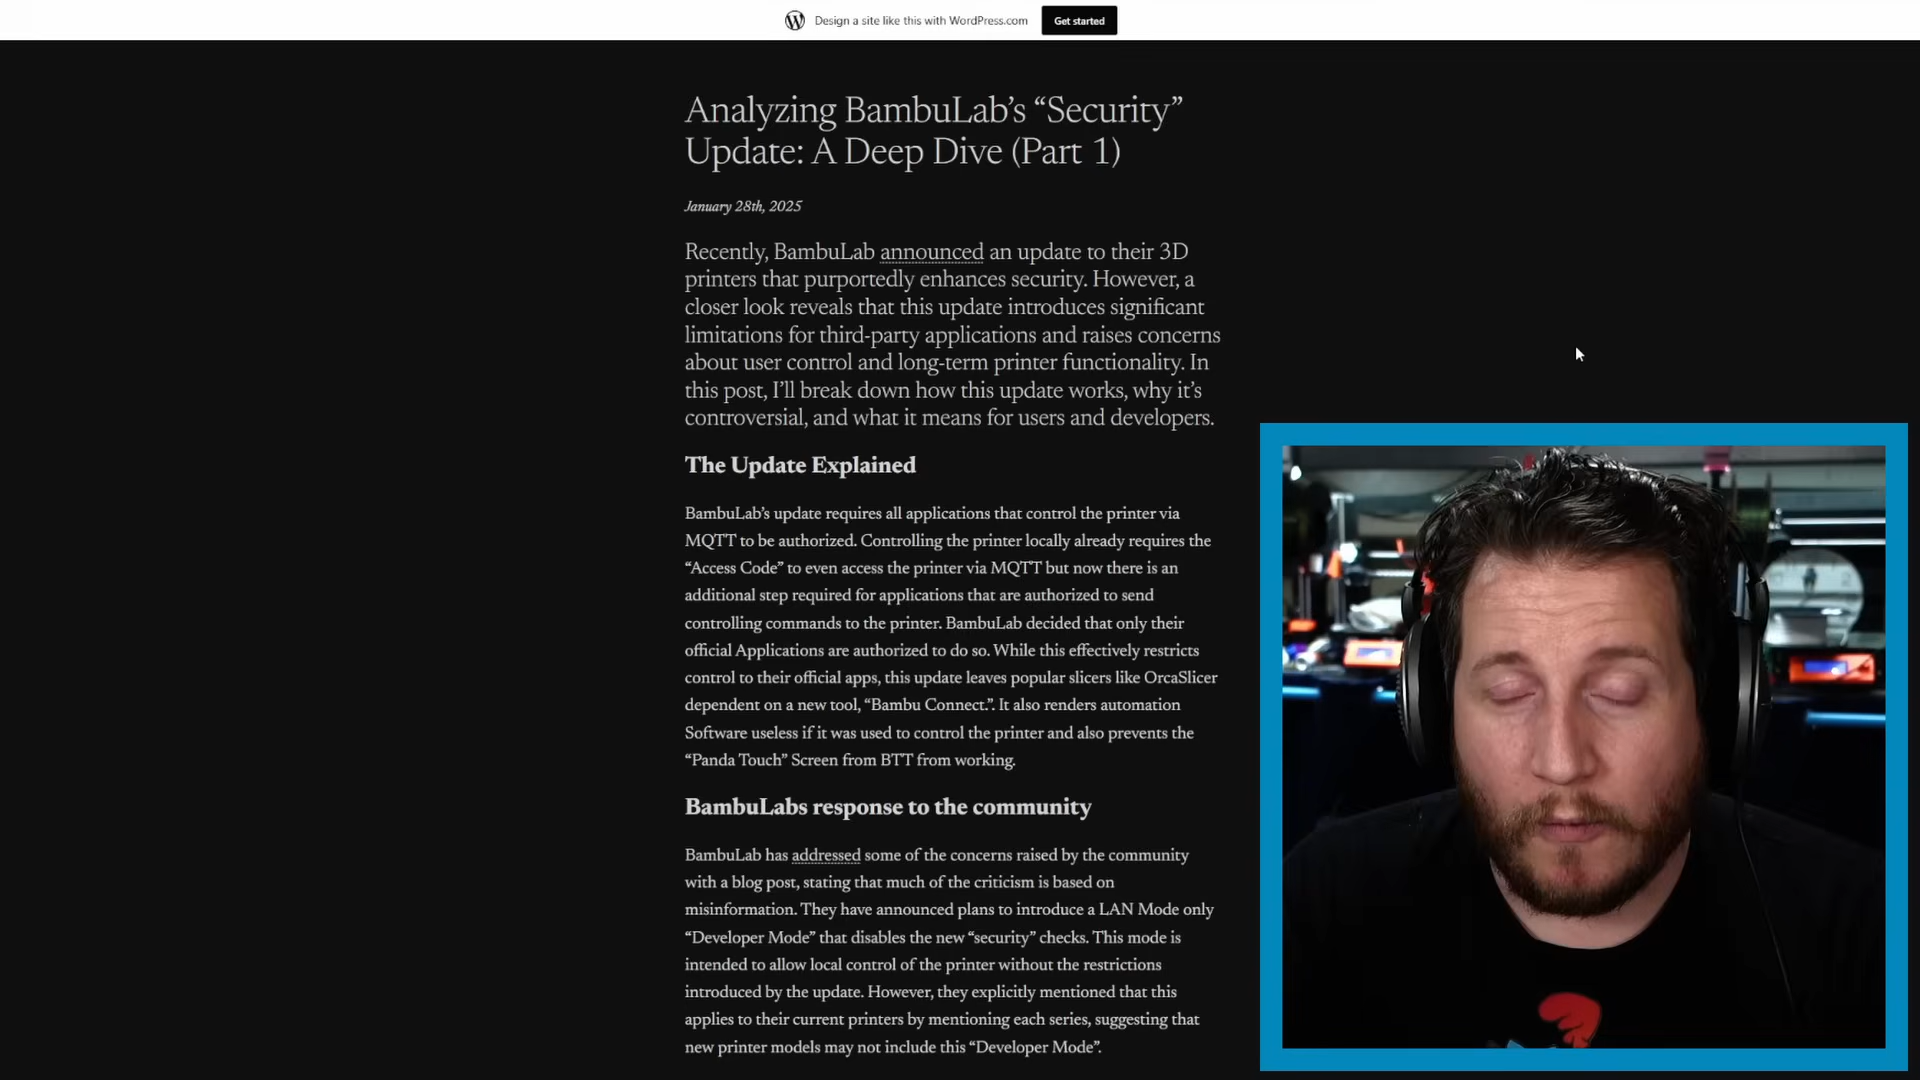 Design a site like this with WordPress.com
Get started
Analyzing BambuLab’s “Security”
Update: A Deep Dive (Part 1)
January 28th, 2025
Recently, BambuLab announced an update to their 3D
printers that purportedly enhances security. However, a
closer look reveals that this update introduces significant
limitations for third-party applications and raises concerns
about user control and long-term printer functionality. In
this post, I’ll break down how this update works, why it’s
controversial, and what it means for users and developers.
The Update Explained
BambuLab’s update requires all applications that control the printer via
MQTT to be authorized. Controlling the printer locally already requires the
“Access Code” to even access the printer via MQTT but now there is an
additional step required for applications that are authorized to send
controlling commands to the printer. BambuLab decided that only their
official Applications are authorized to do so. While this effectively restricts
control to their official apps, this update leaves popular slicers like OrcaSlicer
dependent on a new tool, “Bambu Connect.”. It also renders automation
Software useless if it was used to control the printer and also prevents the
“Panda Touch” Screen from BTT from working.
BambuLabs response to the community
BambuLab has addressed some of the concerns raised by the community
with a blog post, stating that much of the criticism is based on
misinformation. They have announced plans to introduce a LAN Mode only
“Developer Mode” that disables the new “security” checks. This mode is
intended to allow local control of the printer without the restrictions
introduced by the update. However, they explicitly mentioned that this
applies to their current printers by mentioning each series, suggesting that
new printer models may not include this “Developer Mode”.